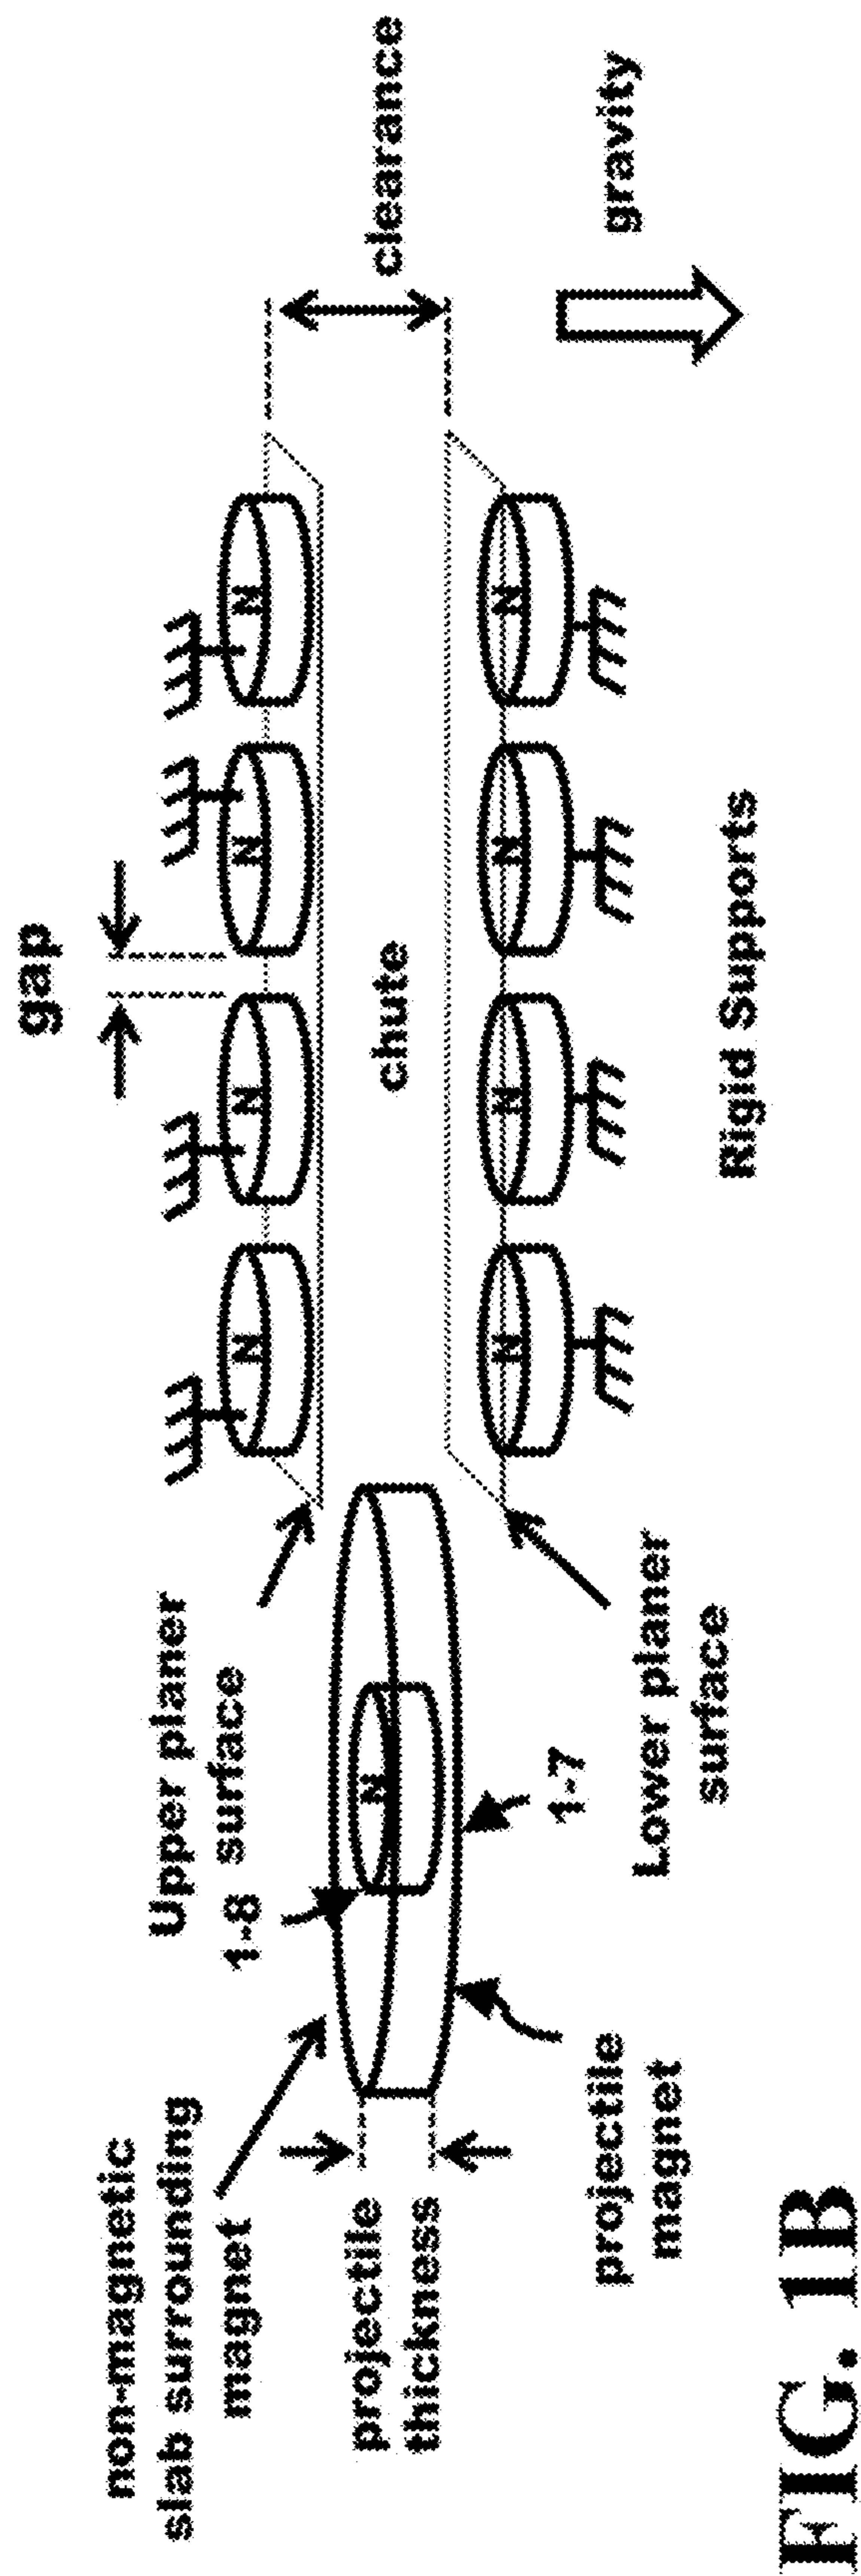 non-magnetic
slab surrounding
magnet
Upper planer
surface
1-8
gap
N
N
N
N
clearance
projectile
thickness
N
chute
1-7
projectile
magnet
Lower planer
surface
N
N
N
N
gravity
Rigid Supports
FIG. 1B